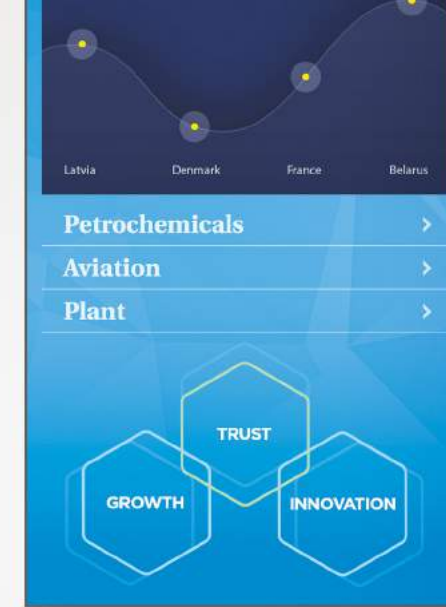 Latvia Denmark France Belarus
Petrochemicals
Aviation
Plant
TRUST
GROWTH INNOVATION